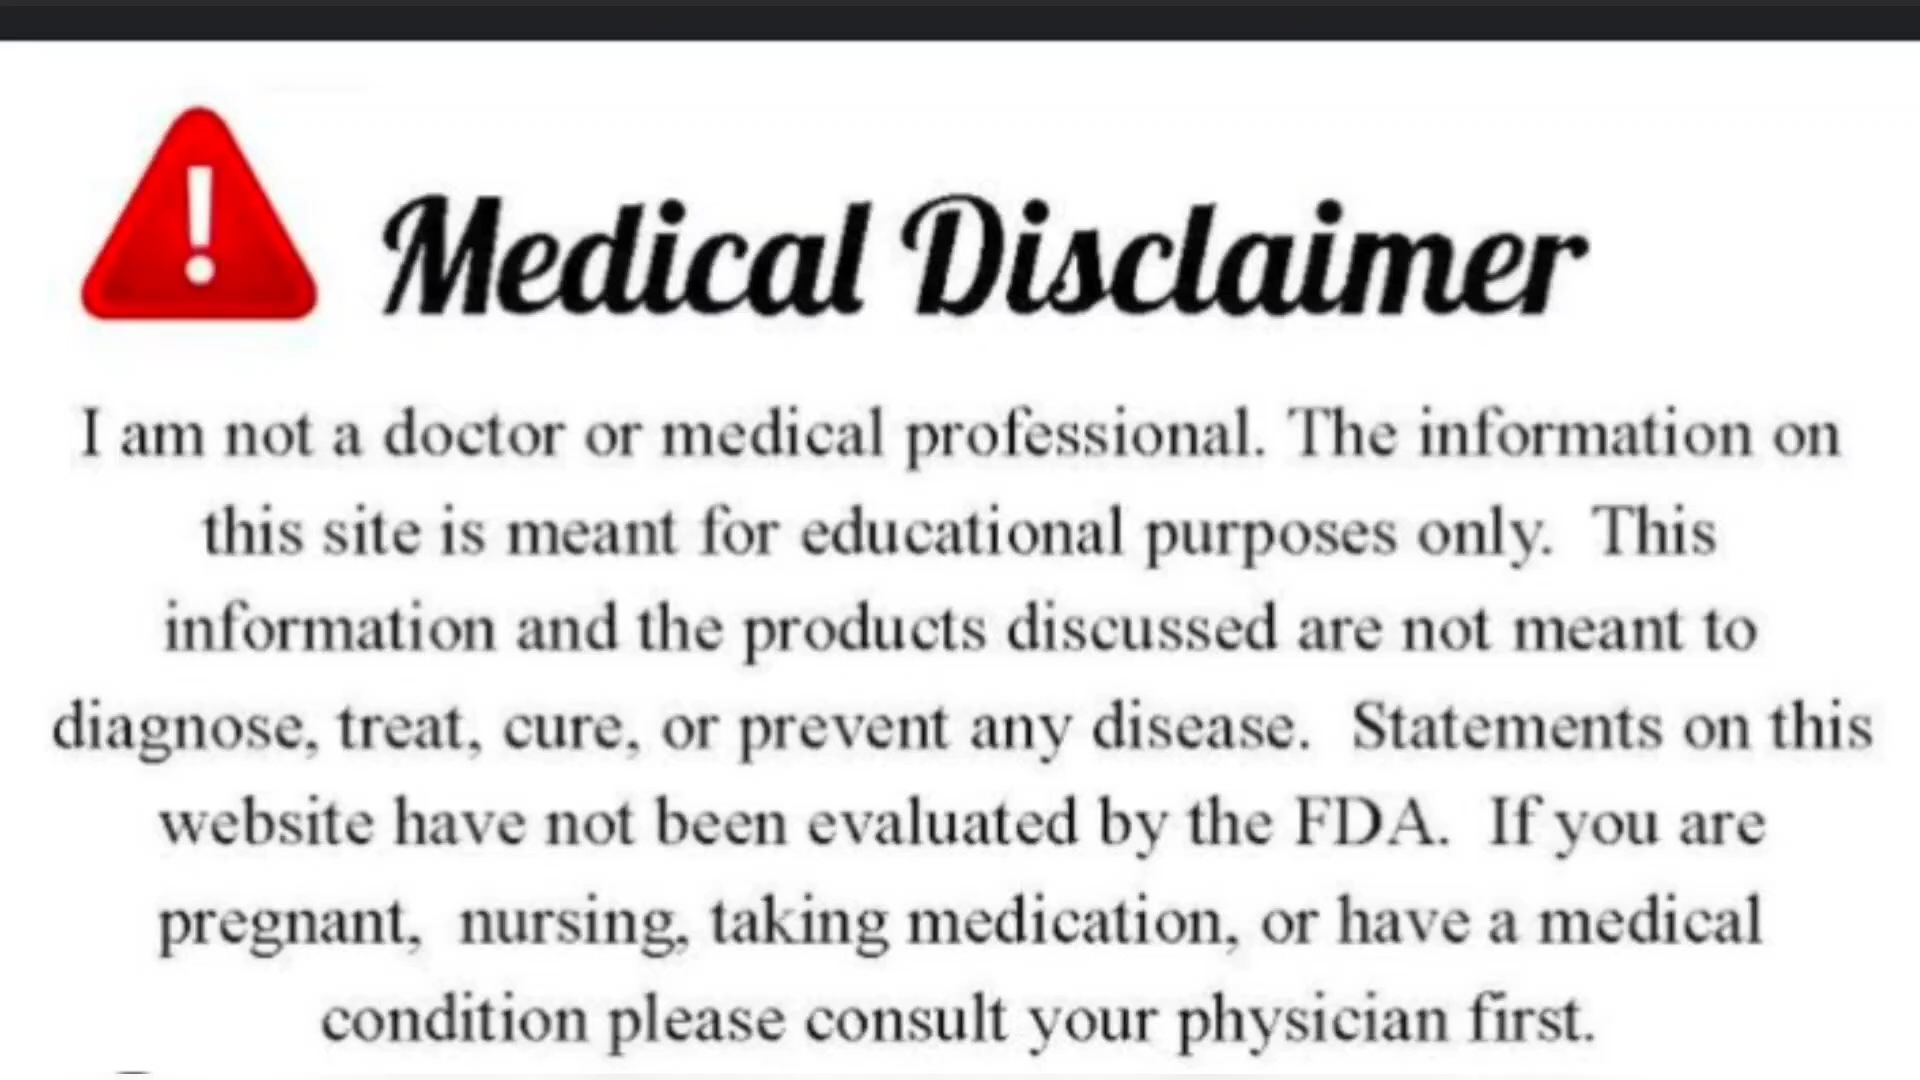 Medical Disclaimer
I am not a doctor or medical professional. The information on
this site is meant for educational purposes only.  This
information and the products discussed are not meant to
diagnose, treat, cure, or prevent any disease.  Statements on this
website have not been evaluated by the FDA.  If you are
pregnant,  nursing, taking medication, or have a medical
condition please consult your physician first.